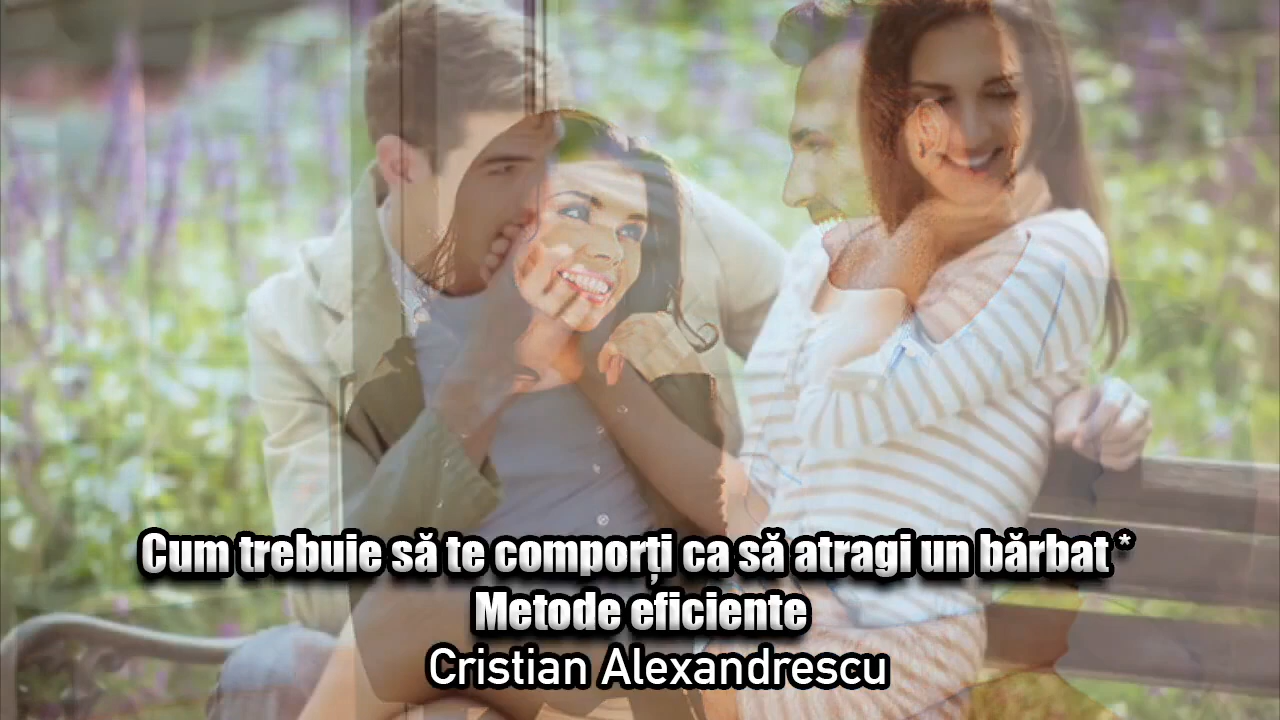 Cum trebuie să te comporți ca să atragi un bărbat *
Metode eficiente
Cristian Alexandrescu